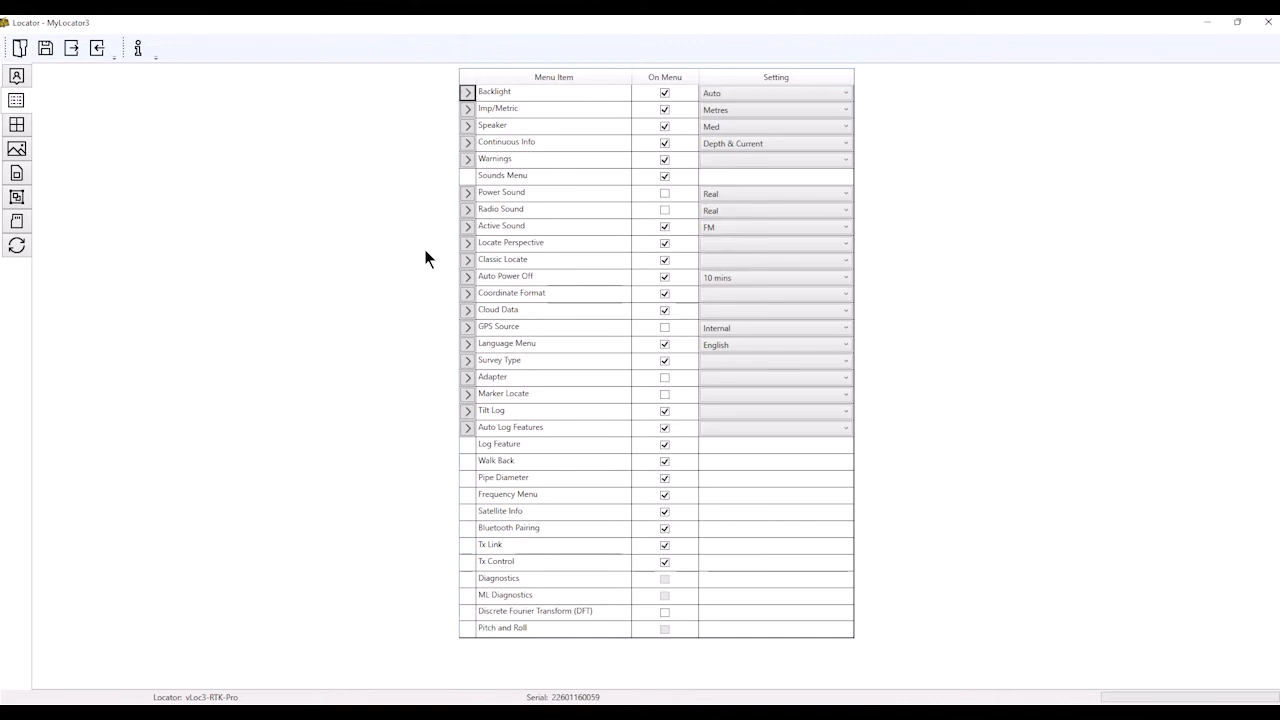 Locator - MyLocator3
Menu Item On Menu Setting
Backlight Auto
Imp/Metric Metres
Speaker Med
Continuous Info Depth & Current
Warnings
Sounds Menu
Power Sound Real
Radio Sound Real
Active Sound FM
Locate Perspective
Classic Locate
Auto Power Off 10 mins
Coordinate Format
Cloud Data
GPS Source Internal
Language Menu English
Survey Type
Adapter
Marker Locate
Tilt Log
Auto Log Features
Log Feature
Walk Back
Pipe Diameter
Frequency Menu
Satellite Info
Bluetooth Pairing
Tx Link
Tx Control
Diagnostics
ML Diagnostics
Discrete Fourier Transform (DFT)
Pitch and Roll
Locator: vLoc3-RTK-Pro Serial: 22601160059